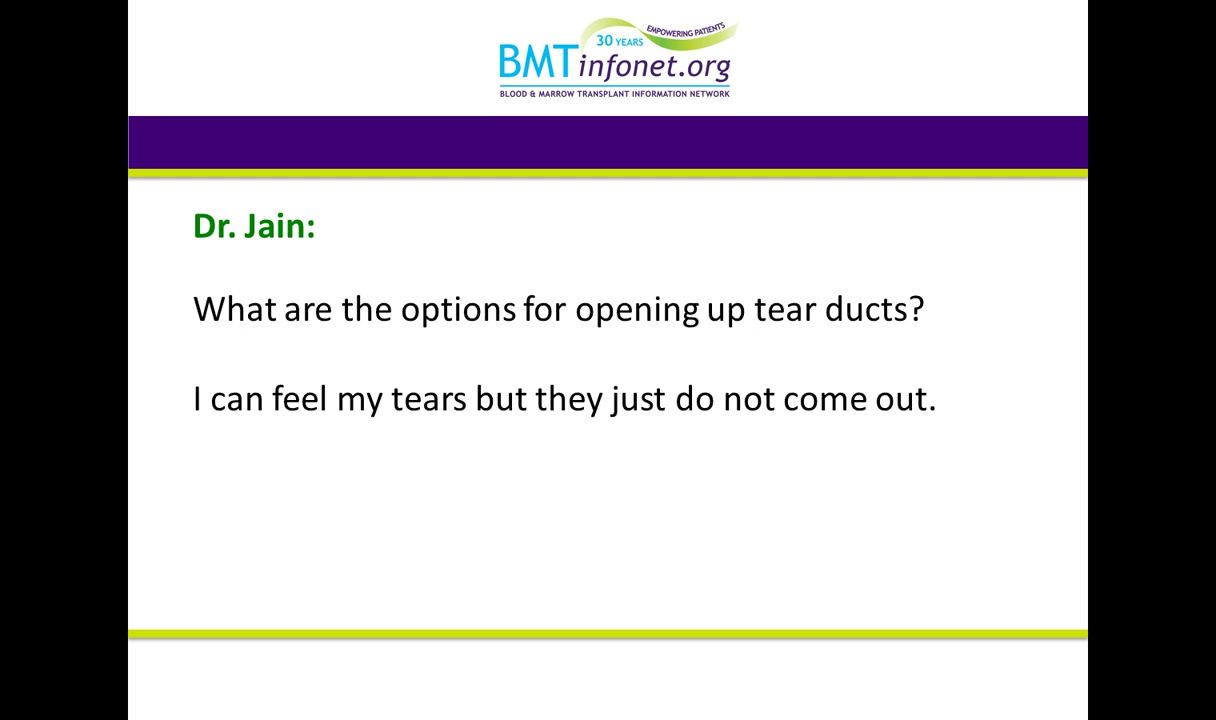 30 YEARS
EMPOWERING PATIENTS
BMTinfonet.org
BLOOD & MARROW TRANSPLANT INFORMATION NETWORK
Dr. Jain:
What are the options for opening up tear ducts?
I can feel my tears but they just do not come out.